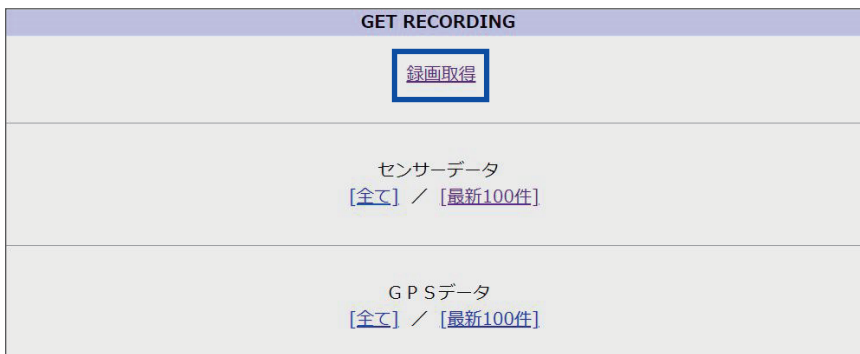 GET RECORDING
録画取得
センサーデータ
[全て] ／ [最新100件]
ＧＰＳデータ
[全て] ／ [最新100件]